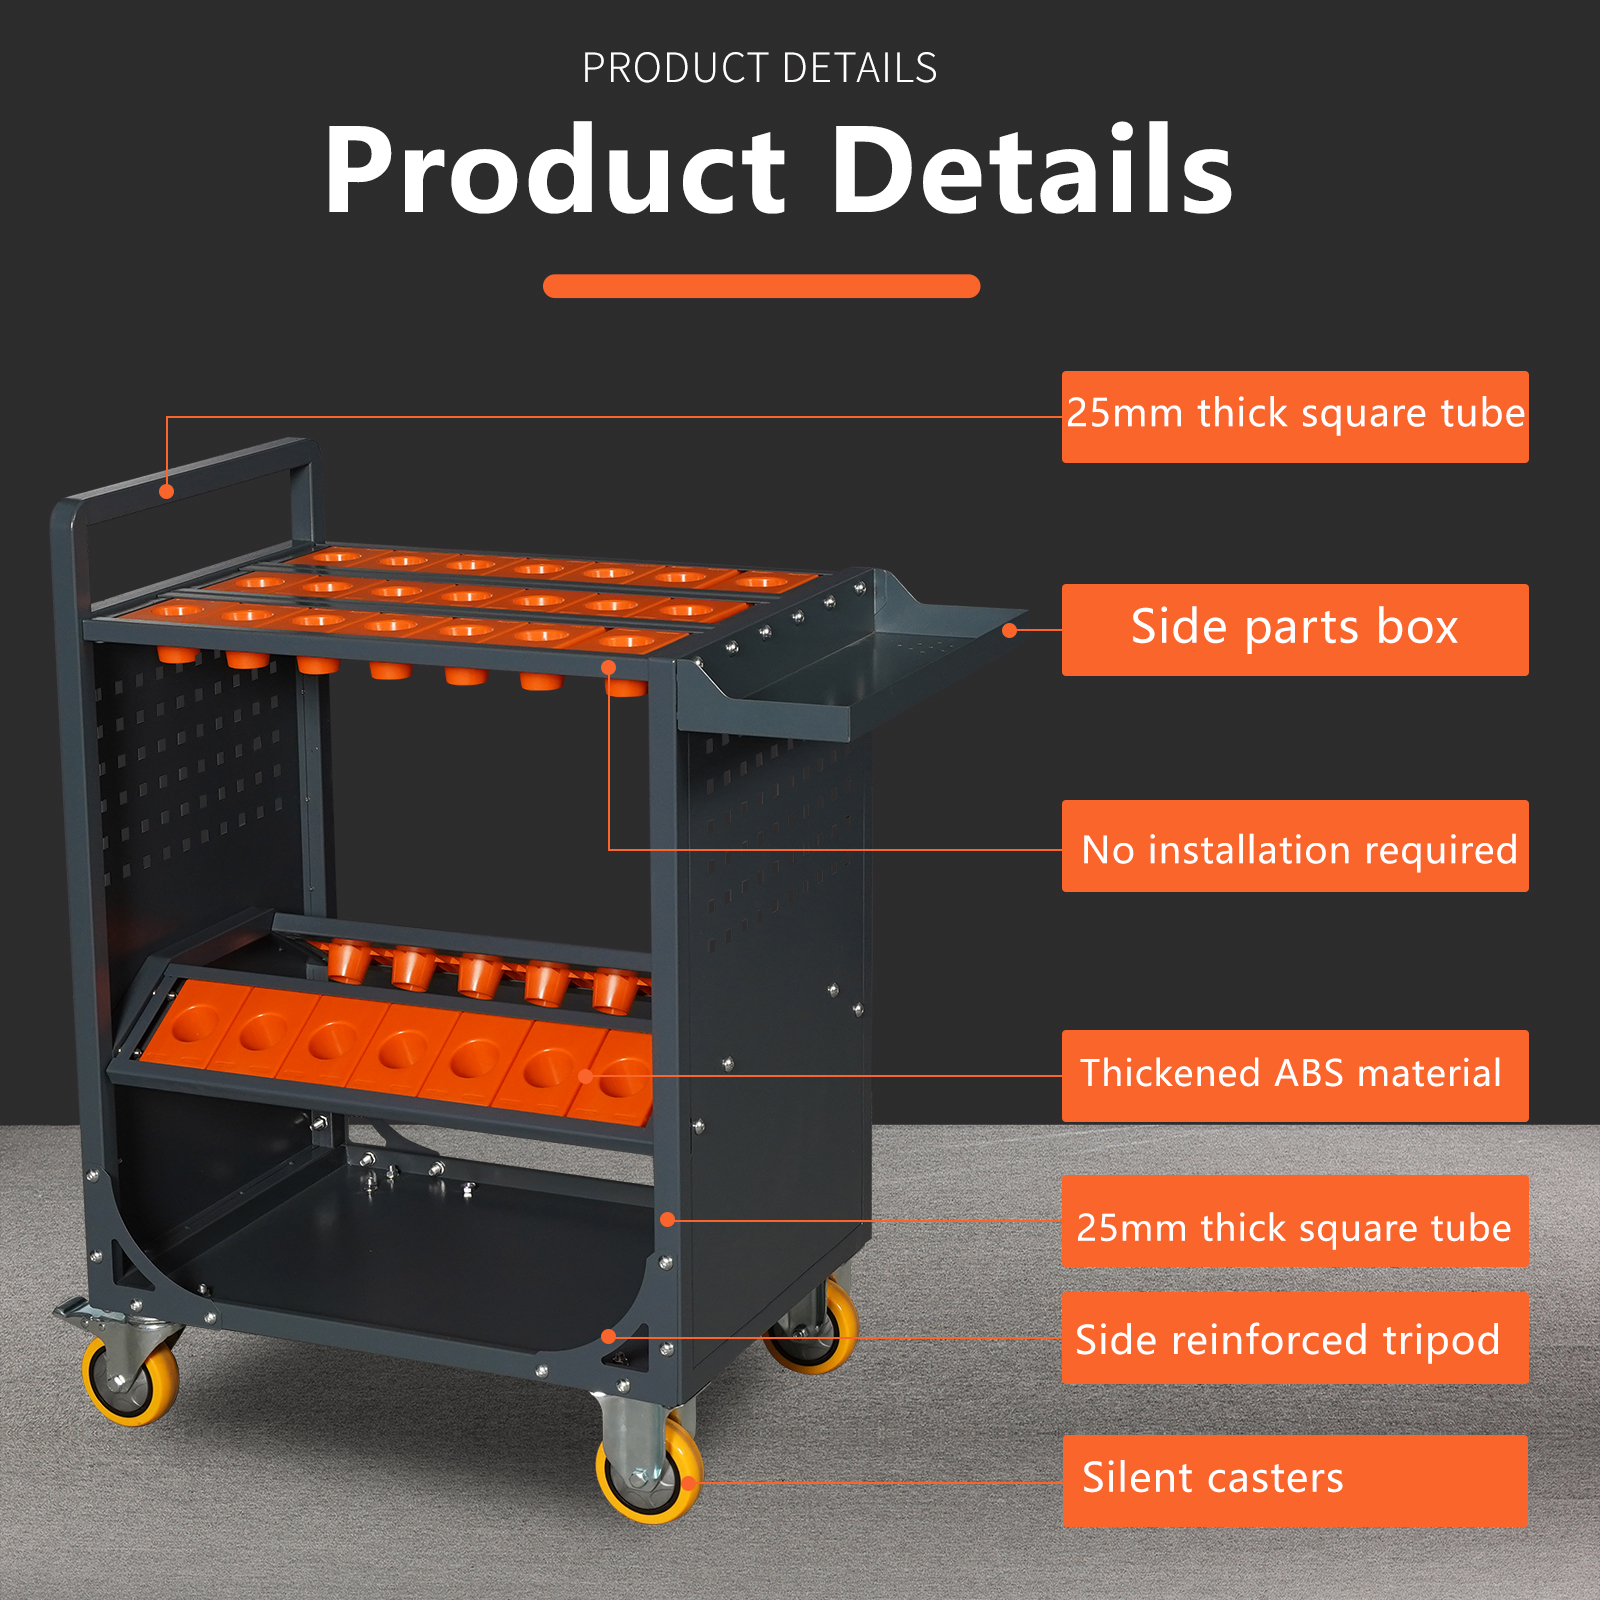 PRODUCT DETAILS
Product Details
25mm thick square tube
Side parts box
No installation required
Thickened ABS material
25mm thick square tube
Side reinforced tripod
Silent casters